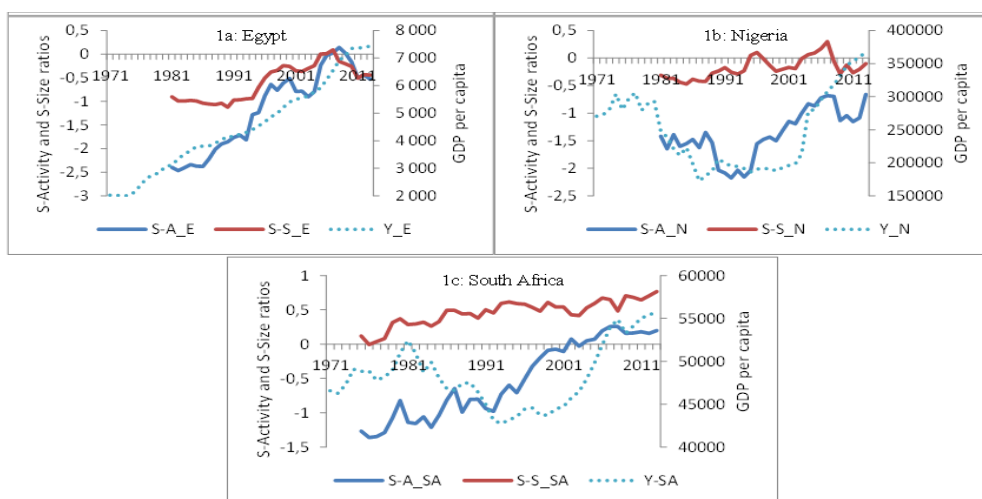 1a: Egypt
S-Activity and S-Size ratios
0,5
0
-0,5
-1
-1,5
-2
-2,5
-3
1971 1981 1991 2001 2011
8 000
7 000
6 000
5 000
4 000
3 000
2 000
GDP per capita
S-A_E S-S_E Y_E
1b: Nigeria
S-Activity and S-Size ratios
0,5
0
-0,5
-1
-1,5
-2
-2,5
1971 1981 1991 2001 2011
400000
350000
300000
250000
200000
150000
GDP per capita
S-A_N S-S_N Y_N
1c: South Africa
S-Activity and S-Size ratios
1
0,5
0
-0,5
-1
-1,5
1971 1981 1991 2001 2011
60000
55000
50000
45000
40000
GDP per capita
S-A_SA S-S_SA Y-SA